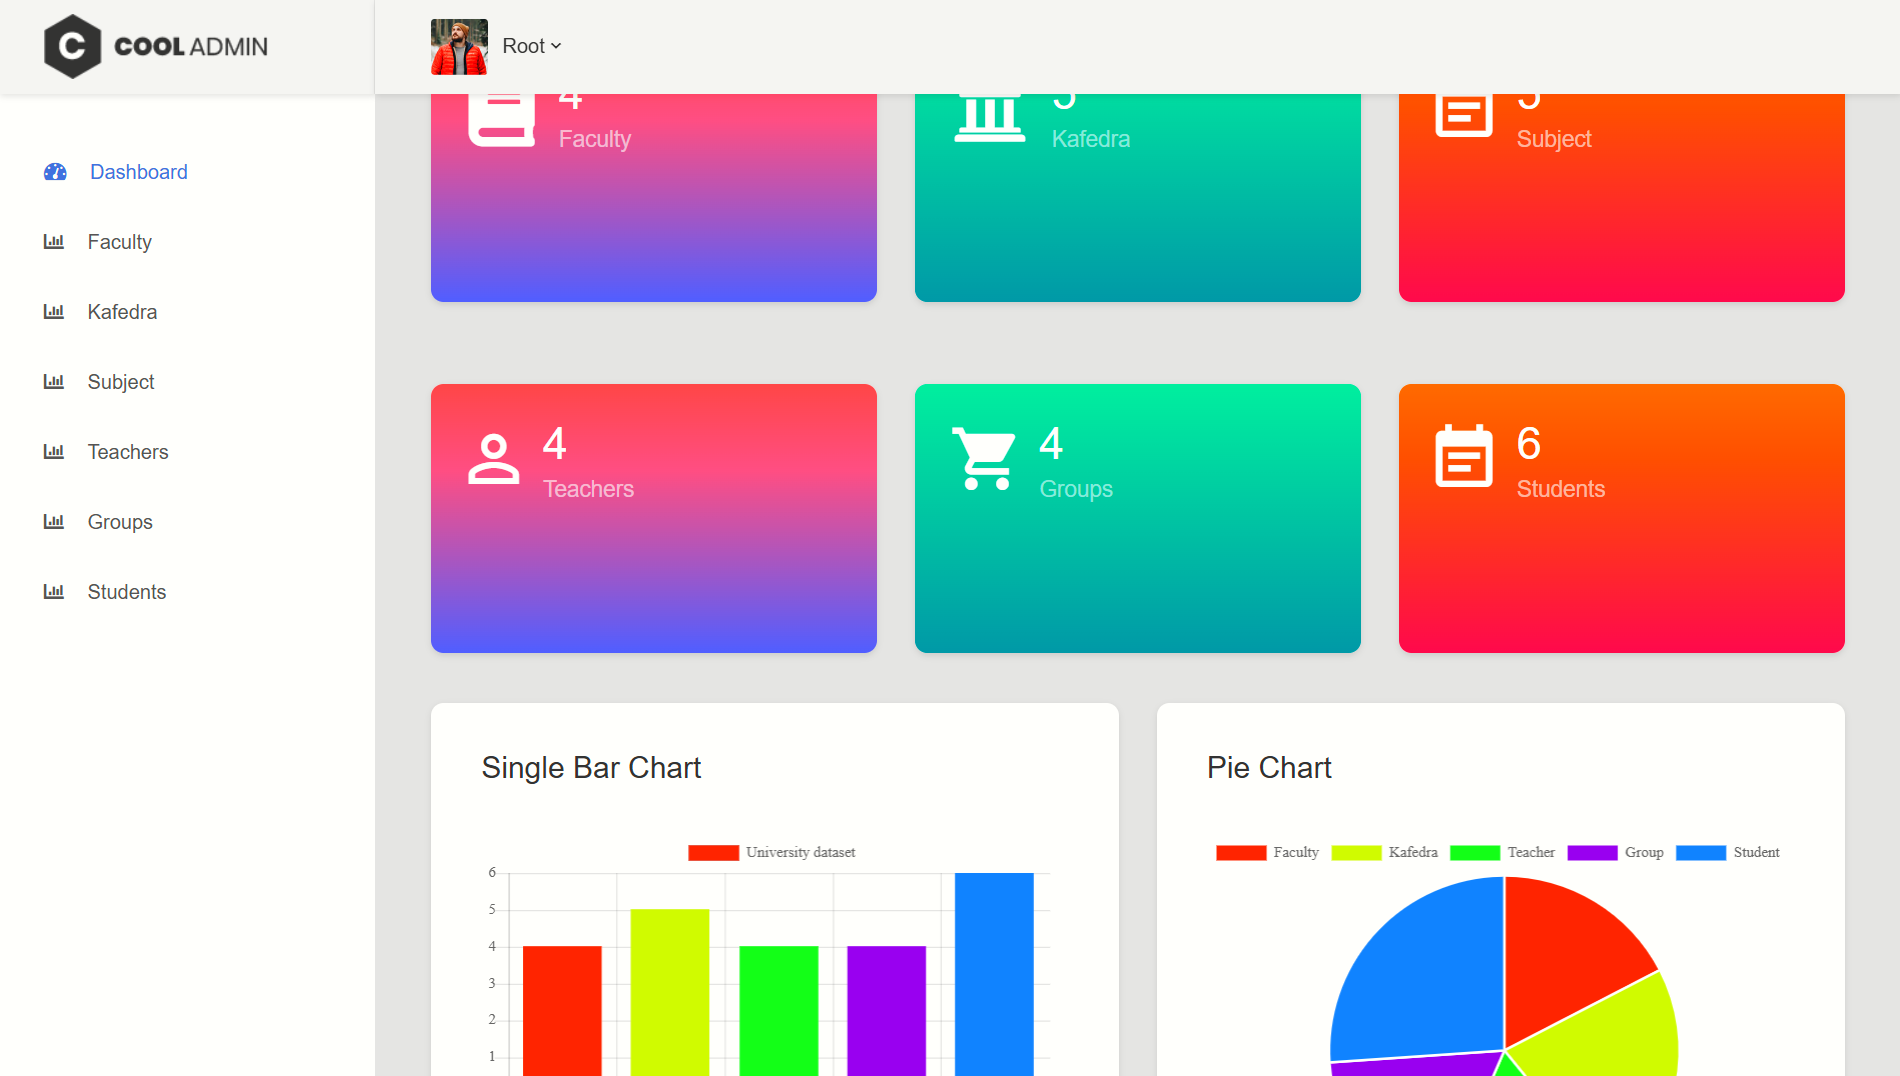 C COOL ADMIN
Root
Dashboard
Faculty
Kafedra
Subject
Teachers
Groups
Students
4
Faculty
5
Kafedra
Subject
4
Teachers
4
Groups
6
Students
Single Bar Chart
University dataset
6
5
4
3
2
1
Pie Chart
Faculty Kafedra Teacher Group Student